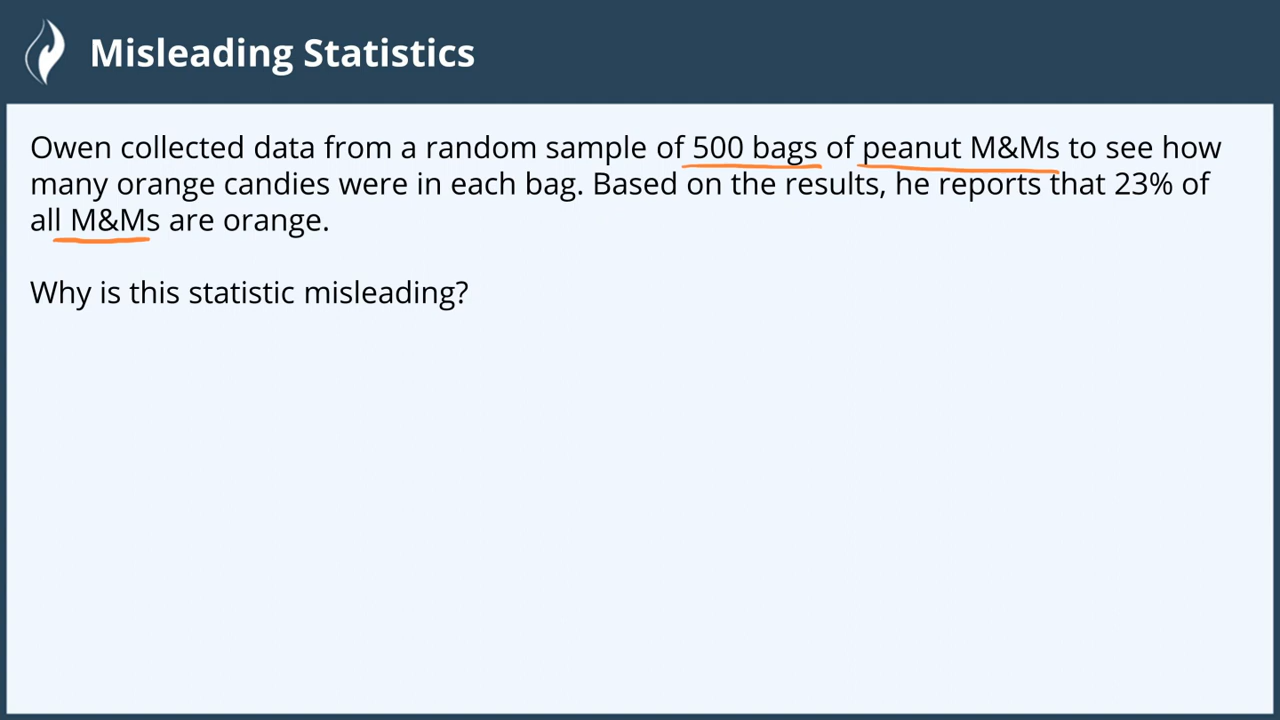 Misleading Statistics
Owen collected data from a random sample of 500 bags of peanut M&Ms to see how
many orange candies were in each bag. Based on the results, he reports that 23% of
all M&Ms are orange.
Why is this statistic misleading?